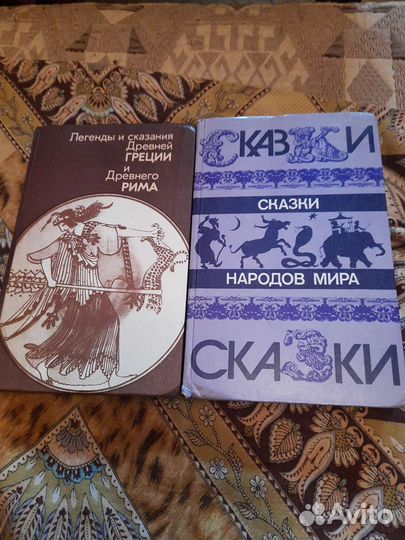 Легенды и сказания
Древней
ГРЕЦИИ
и
Древнего
РИМА
СКАЗКИ
СКАЗКИ
НАРОДОВ МИРА
СКАЗКИ
Avito